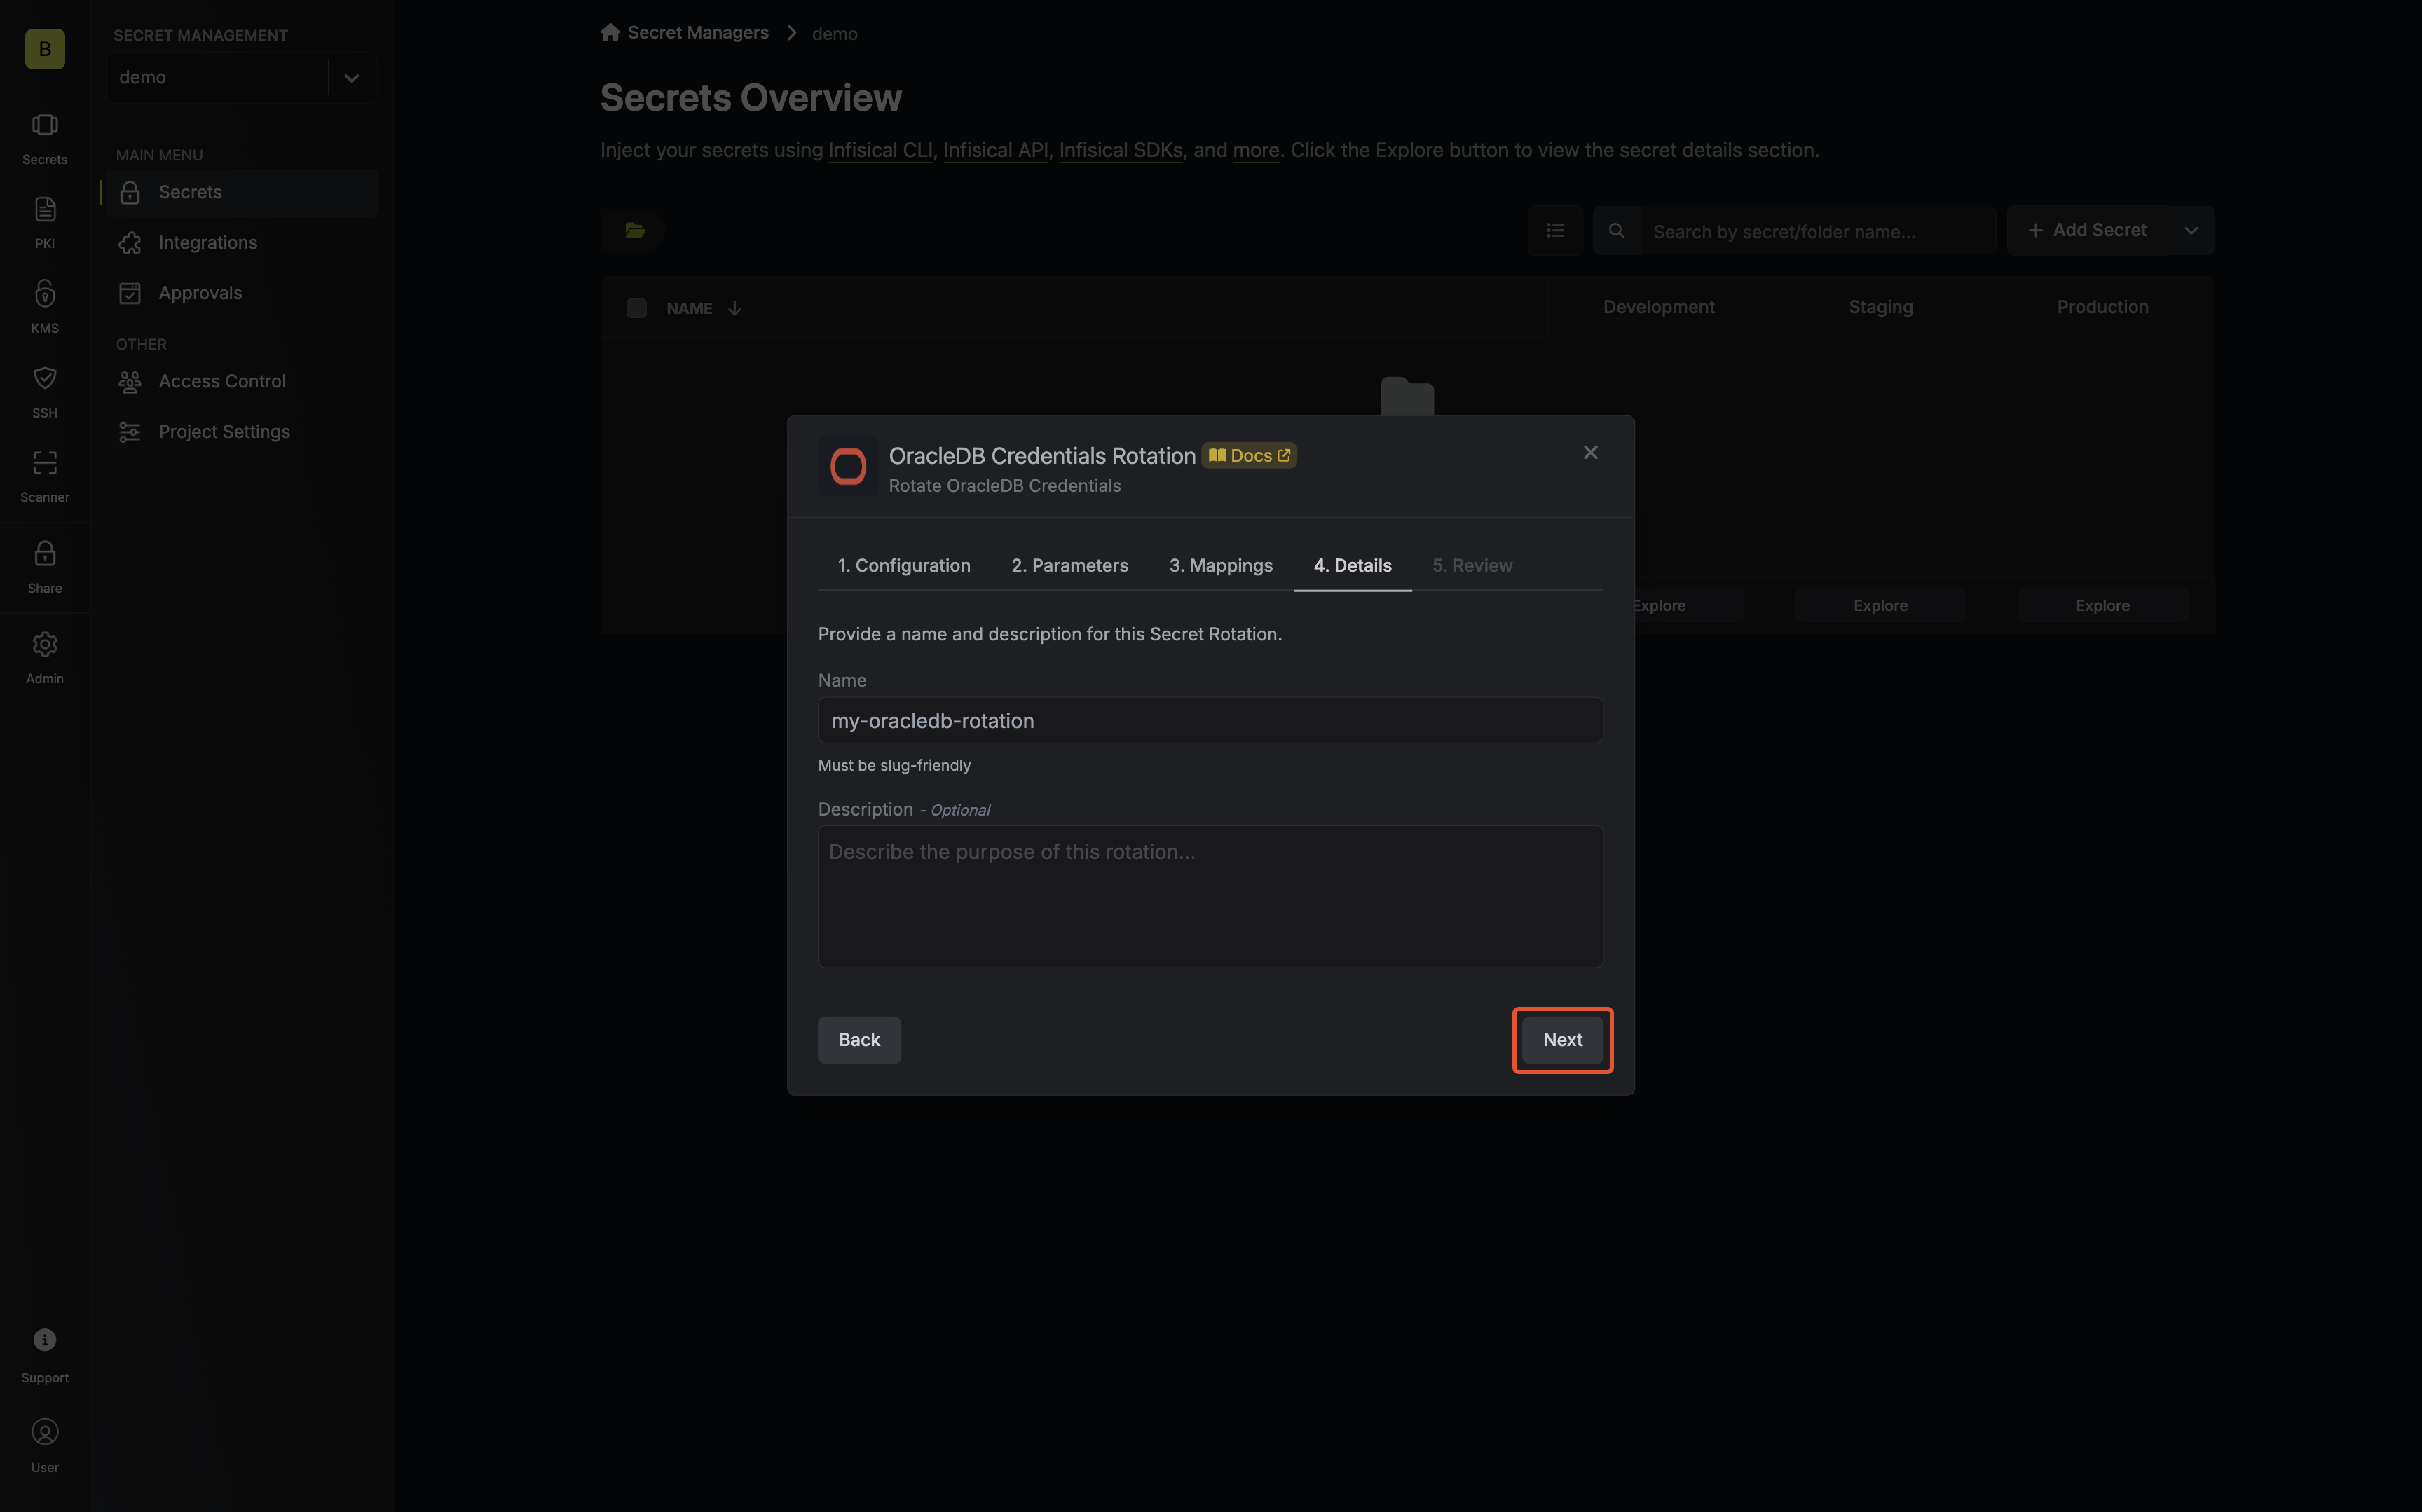 B
Secrets
PKI
KMS
SSH
Scanner
Share
Admin
Support
User
SECRET MANAGEMENT
demo
MAIN MENU
Secrets
Integrations
Approvals
OTHER
Access Control
Project Settings
Secret Managers
demo
Secrets Overview
Inject your secrets using Infisical CLI, Infisical API, Infisical SDKs, and more. Click the Explore button to view the secret details section.
Search by secret/folder name...
Add Secret
NAME Development Staging Production
Explore Explore Explore
OracleDB Credentials Rotation Docs
Rotate OracleDB Credentials
1. Configuration 2. Parameters 3. Mappings 4. Details 5. Review
Provide a name and description for this Secret Rotation.
Name
my-oracledb-rotation
Must be slug-friendly
Description - Optional
Describe the purpose of this rotation...
Back Next